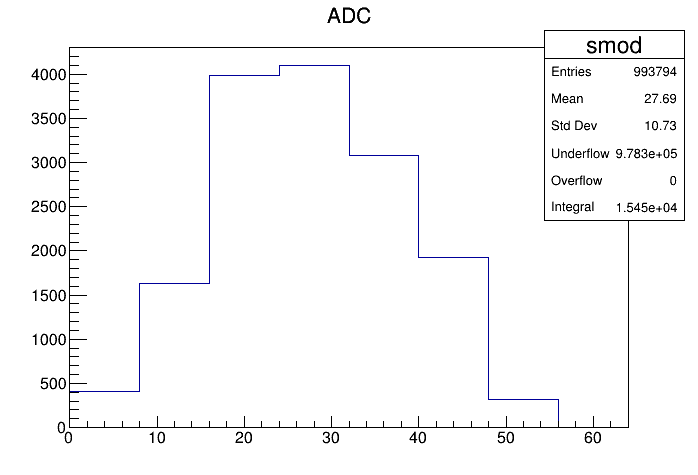 ADC
smod
Entries 993794
Mean 27.69
Std Dev 10.73
Underflow 9.783e+05
Overflow 0
Integral 1.545e+04
4000
3500
3000
2500
2000
1500
1000
500
0
0 10 20 30 40 50 60